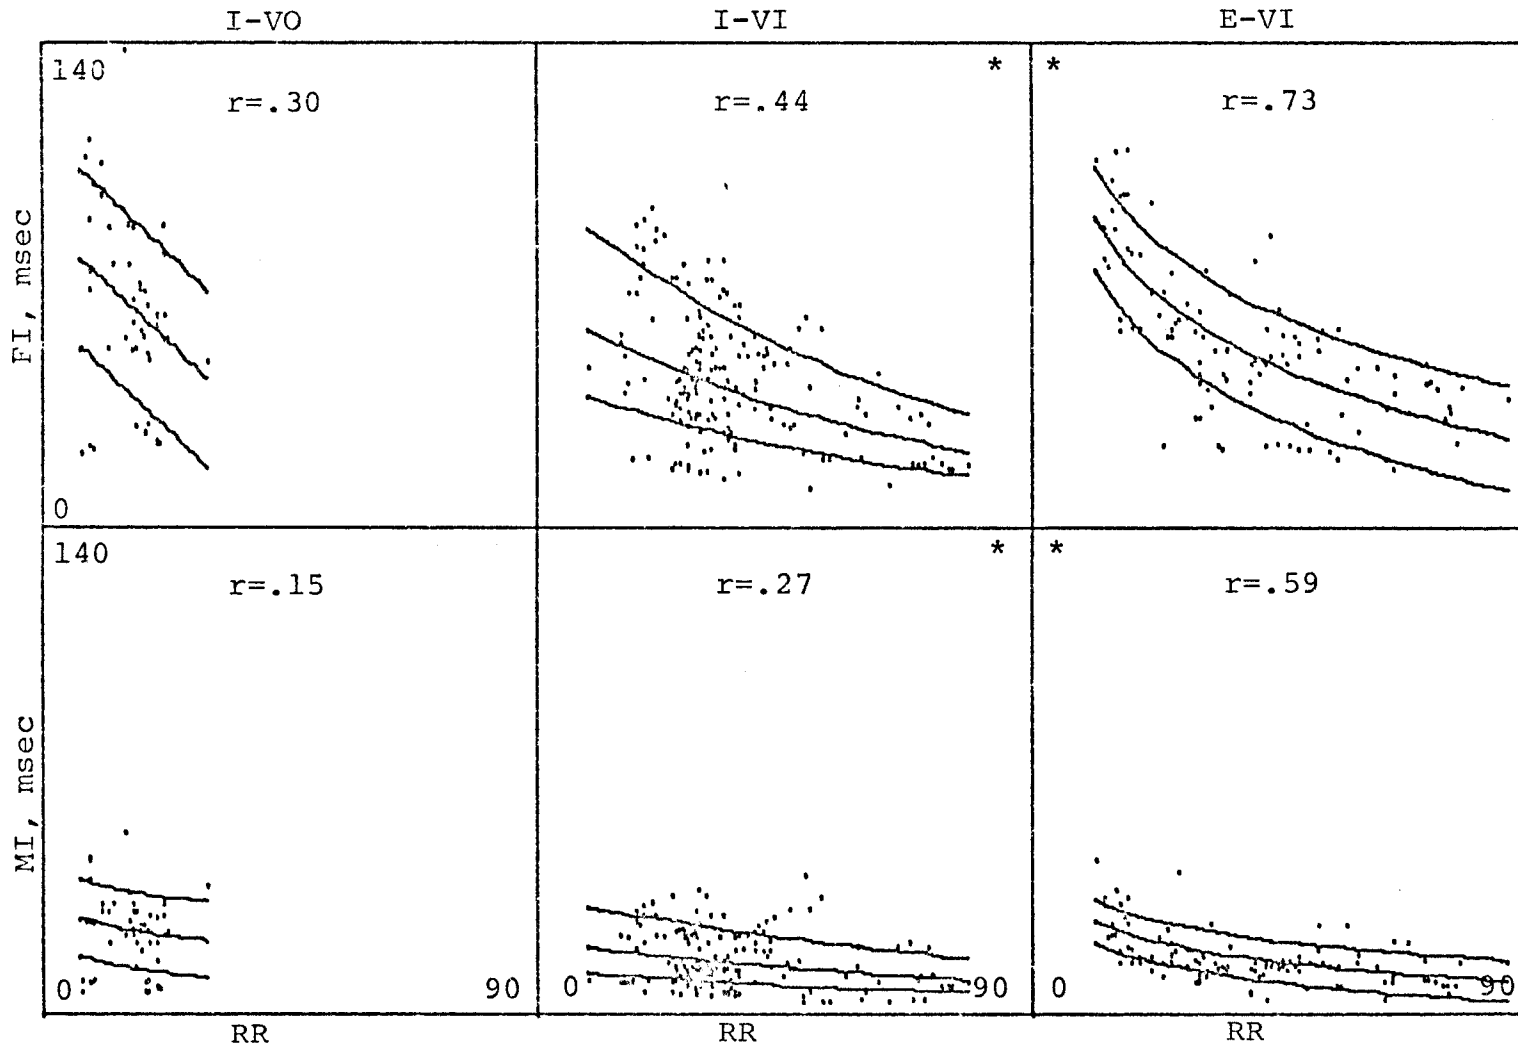 I-VO I-VI E-VI
140 * *
r=.30 r=.44 r=.73
FI, msec
0
140 * *
r=.15 r=.27 r=.59
MI, msec
0 90 0 90 0 90
RR RR RR